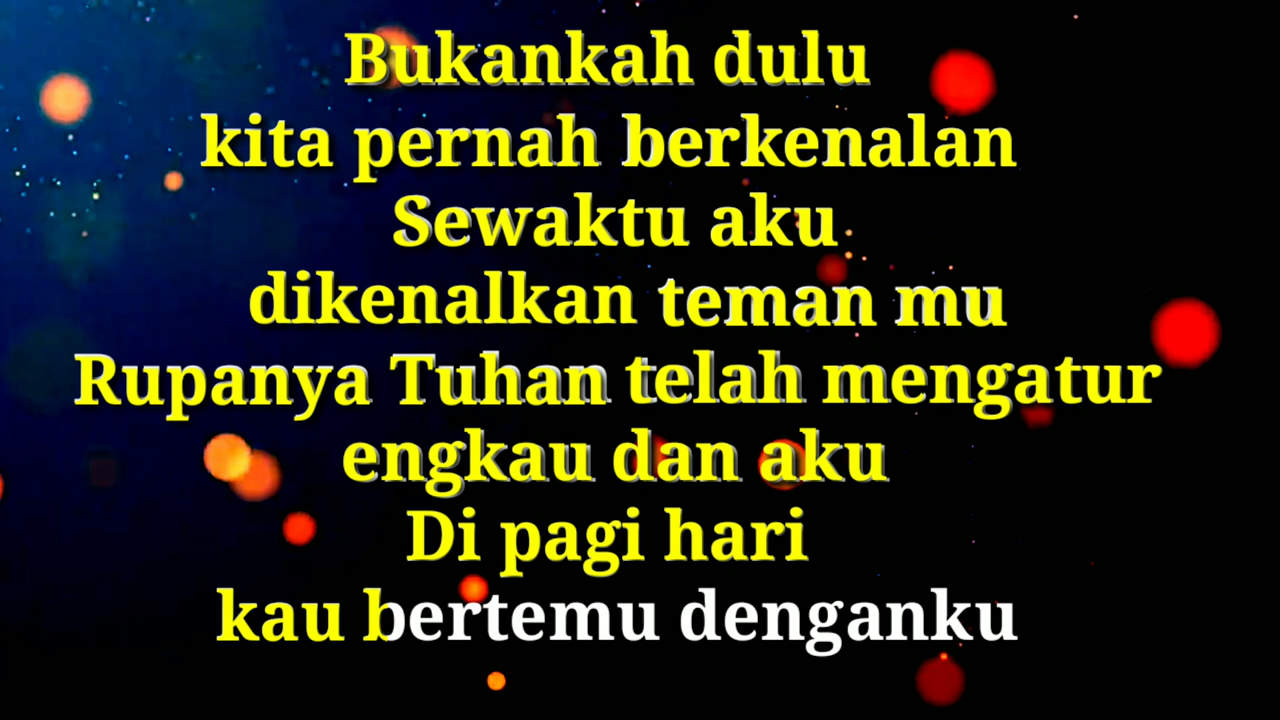 Bukankah dulu
kita pernah berkenalan
Sewaktu aku
dikenalkan teman mu
Rupanya Tuhan telah mengatur
engkau dan aku
Di pagi hari
kau bertemu denganku